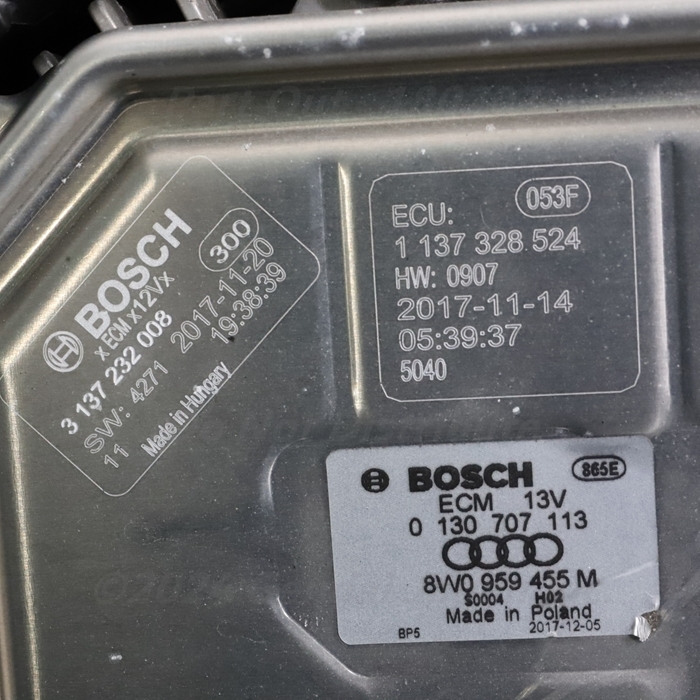 BOSCH
300
x ECM x12Vx
3 137 232 008
SW: 4271 2017-11-20
11 19:38:39
Made in Hungary
053F
ECU:
1 137 328 524
HW: 0907
2017-11-14
05:39:37
5040
BOSCH 865E
ECM 13V
0 130 707 113
8W0 959 455 M
S0004 H02
Made in Poland
BP5 2017-12-05